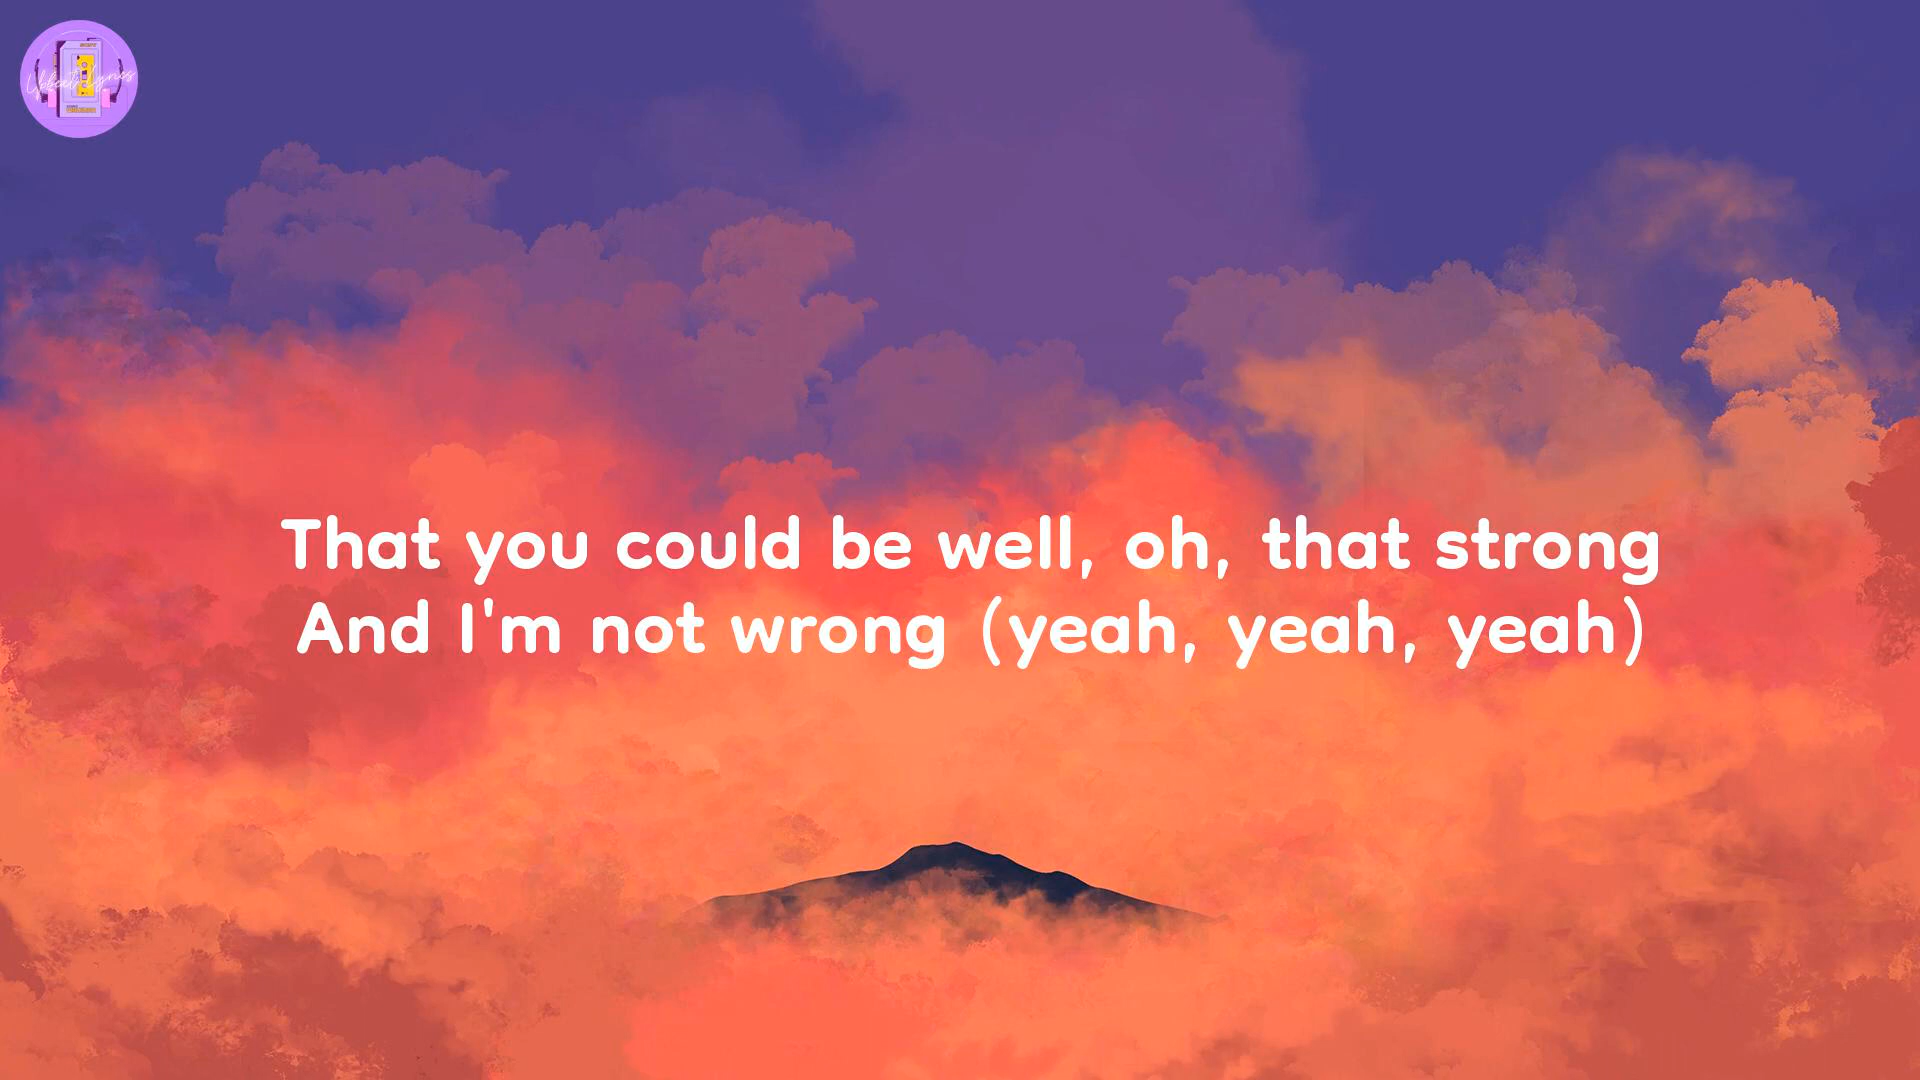 That you could be well, oh, that strong
And I'm not wrong (yeah, yeah, yeah)